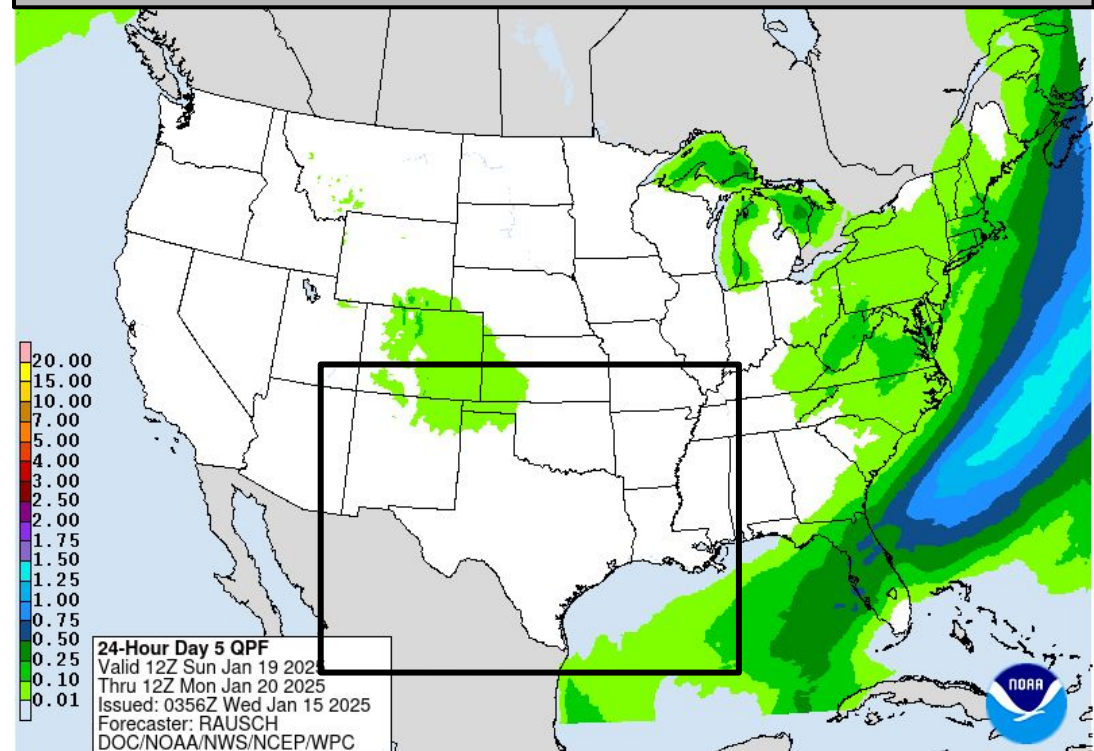 20.00
15.00
10.00
7.00
5.00
4.00
3.00
2.50
2.00
1.75
1.50
1.25
1.00
0.75
0.50
0.25
0.10
0.01
24-Hour Day 5 QPF
Valid 12Z Sun Jan 19 2025
Thru 12Z Mon Jan 20 2025
Issued: 0356Z Wed Jan 15 2025
Forecaster: RAUSCH
DOC/NOAA/NWS/NCEP/WPC
NOAA